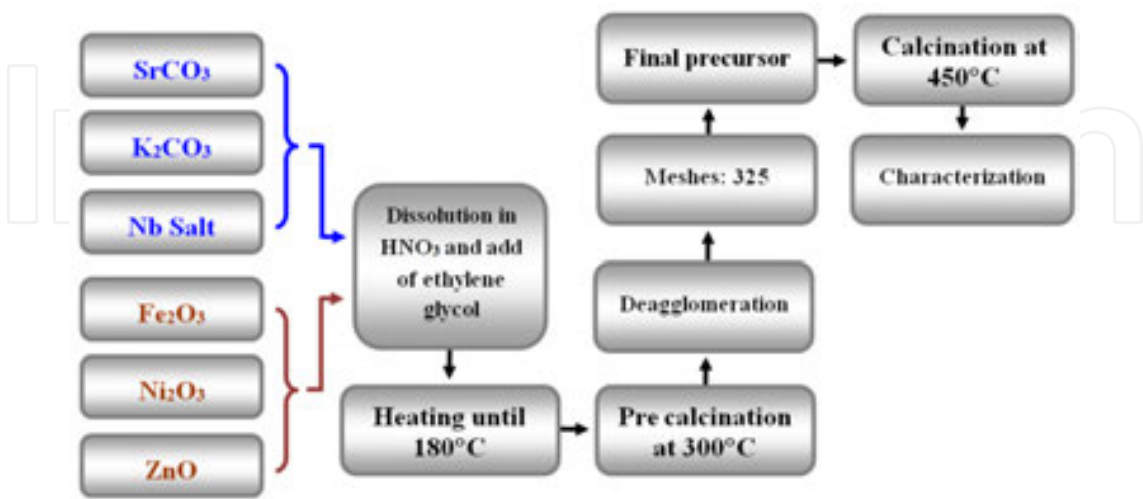 SrCO₃
K₂CO₃
Nb Salt
Fe₂O₃
Ni₂O₃
ZnO
Dissolution in
HNO₃ and add
of ethylene
glycol
Heating until
180°C
Pre calcination
at 300°C
Deagglomeration
Meshes: 325
Final precursor
Calcination at
450°C
Characterization